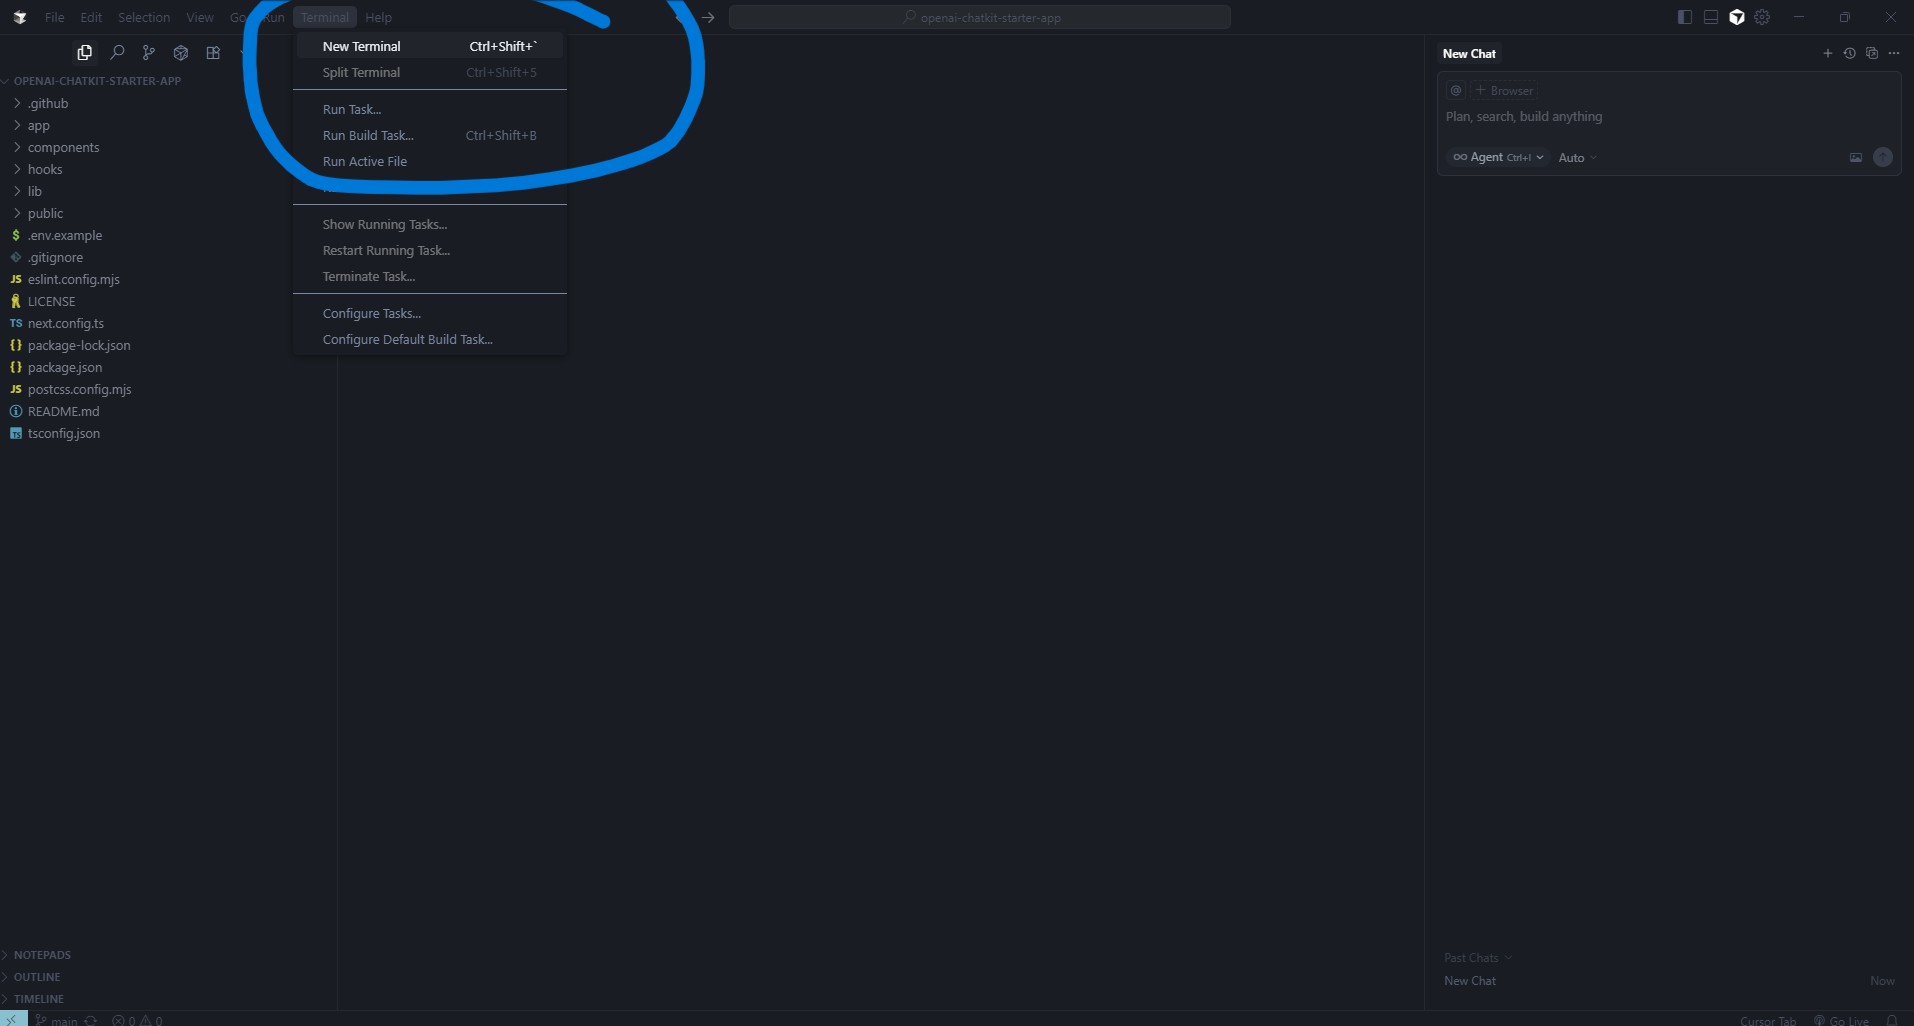 File Edit Selection View Go Run Terminal Help
openai-chatkit-starter-app
OPENAI-CHATKIT-STARTER-APP
.github
app
components
hooks
lib
public
$ .env.example
.gitignore
JS eslint.config.mjs
LICENSE
TS next.config.ts
{} package-lock.json
{} package.json
JS postcss.config.mjs
README.md
TS tsconfig.json
NOTEPADS
OUTLINE
TIMELINE
New Terminal Ctrl+Shift+`
Split Terminal Ctrl+Shift+5
Run Task...
Run Build Task... Ctrl+Shift+B
Run Active File
Show Running Tasks...
Restart Running Task...
Terminate Task...
Configure Tasks...
Configure Default Build Task...
New Chat
@ + Browser
Plan, search, build anything
Agent Ctrl+I Auto
Past Chats
New Chat Now
main 0 0 Cursor Tab Go Live